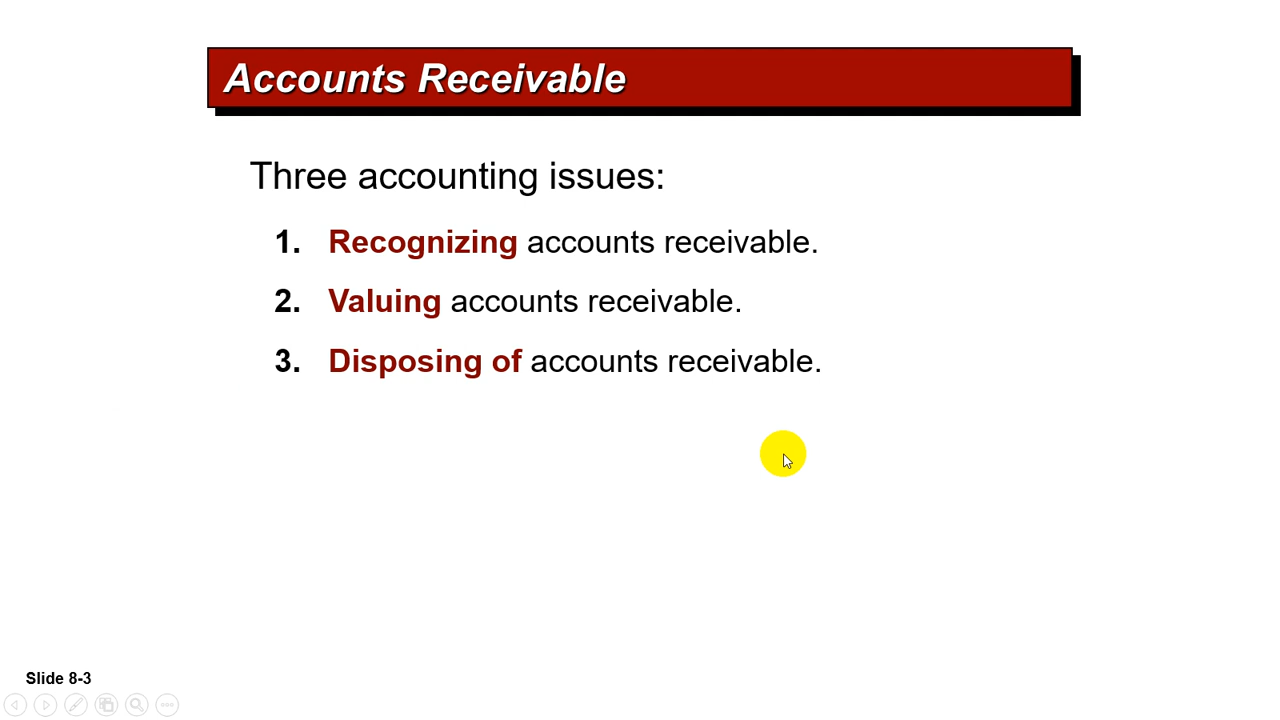 Accounts Receivable
Three accounting issues:
1. Recognizing accounts receivable.
2. Valuing accounts receivable.
3. Disposing of accounts receivable.
Slide 8-3